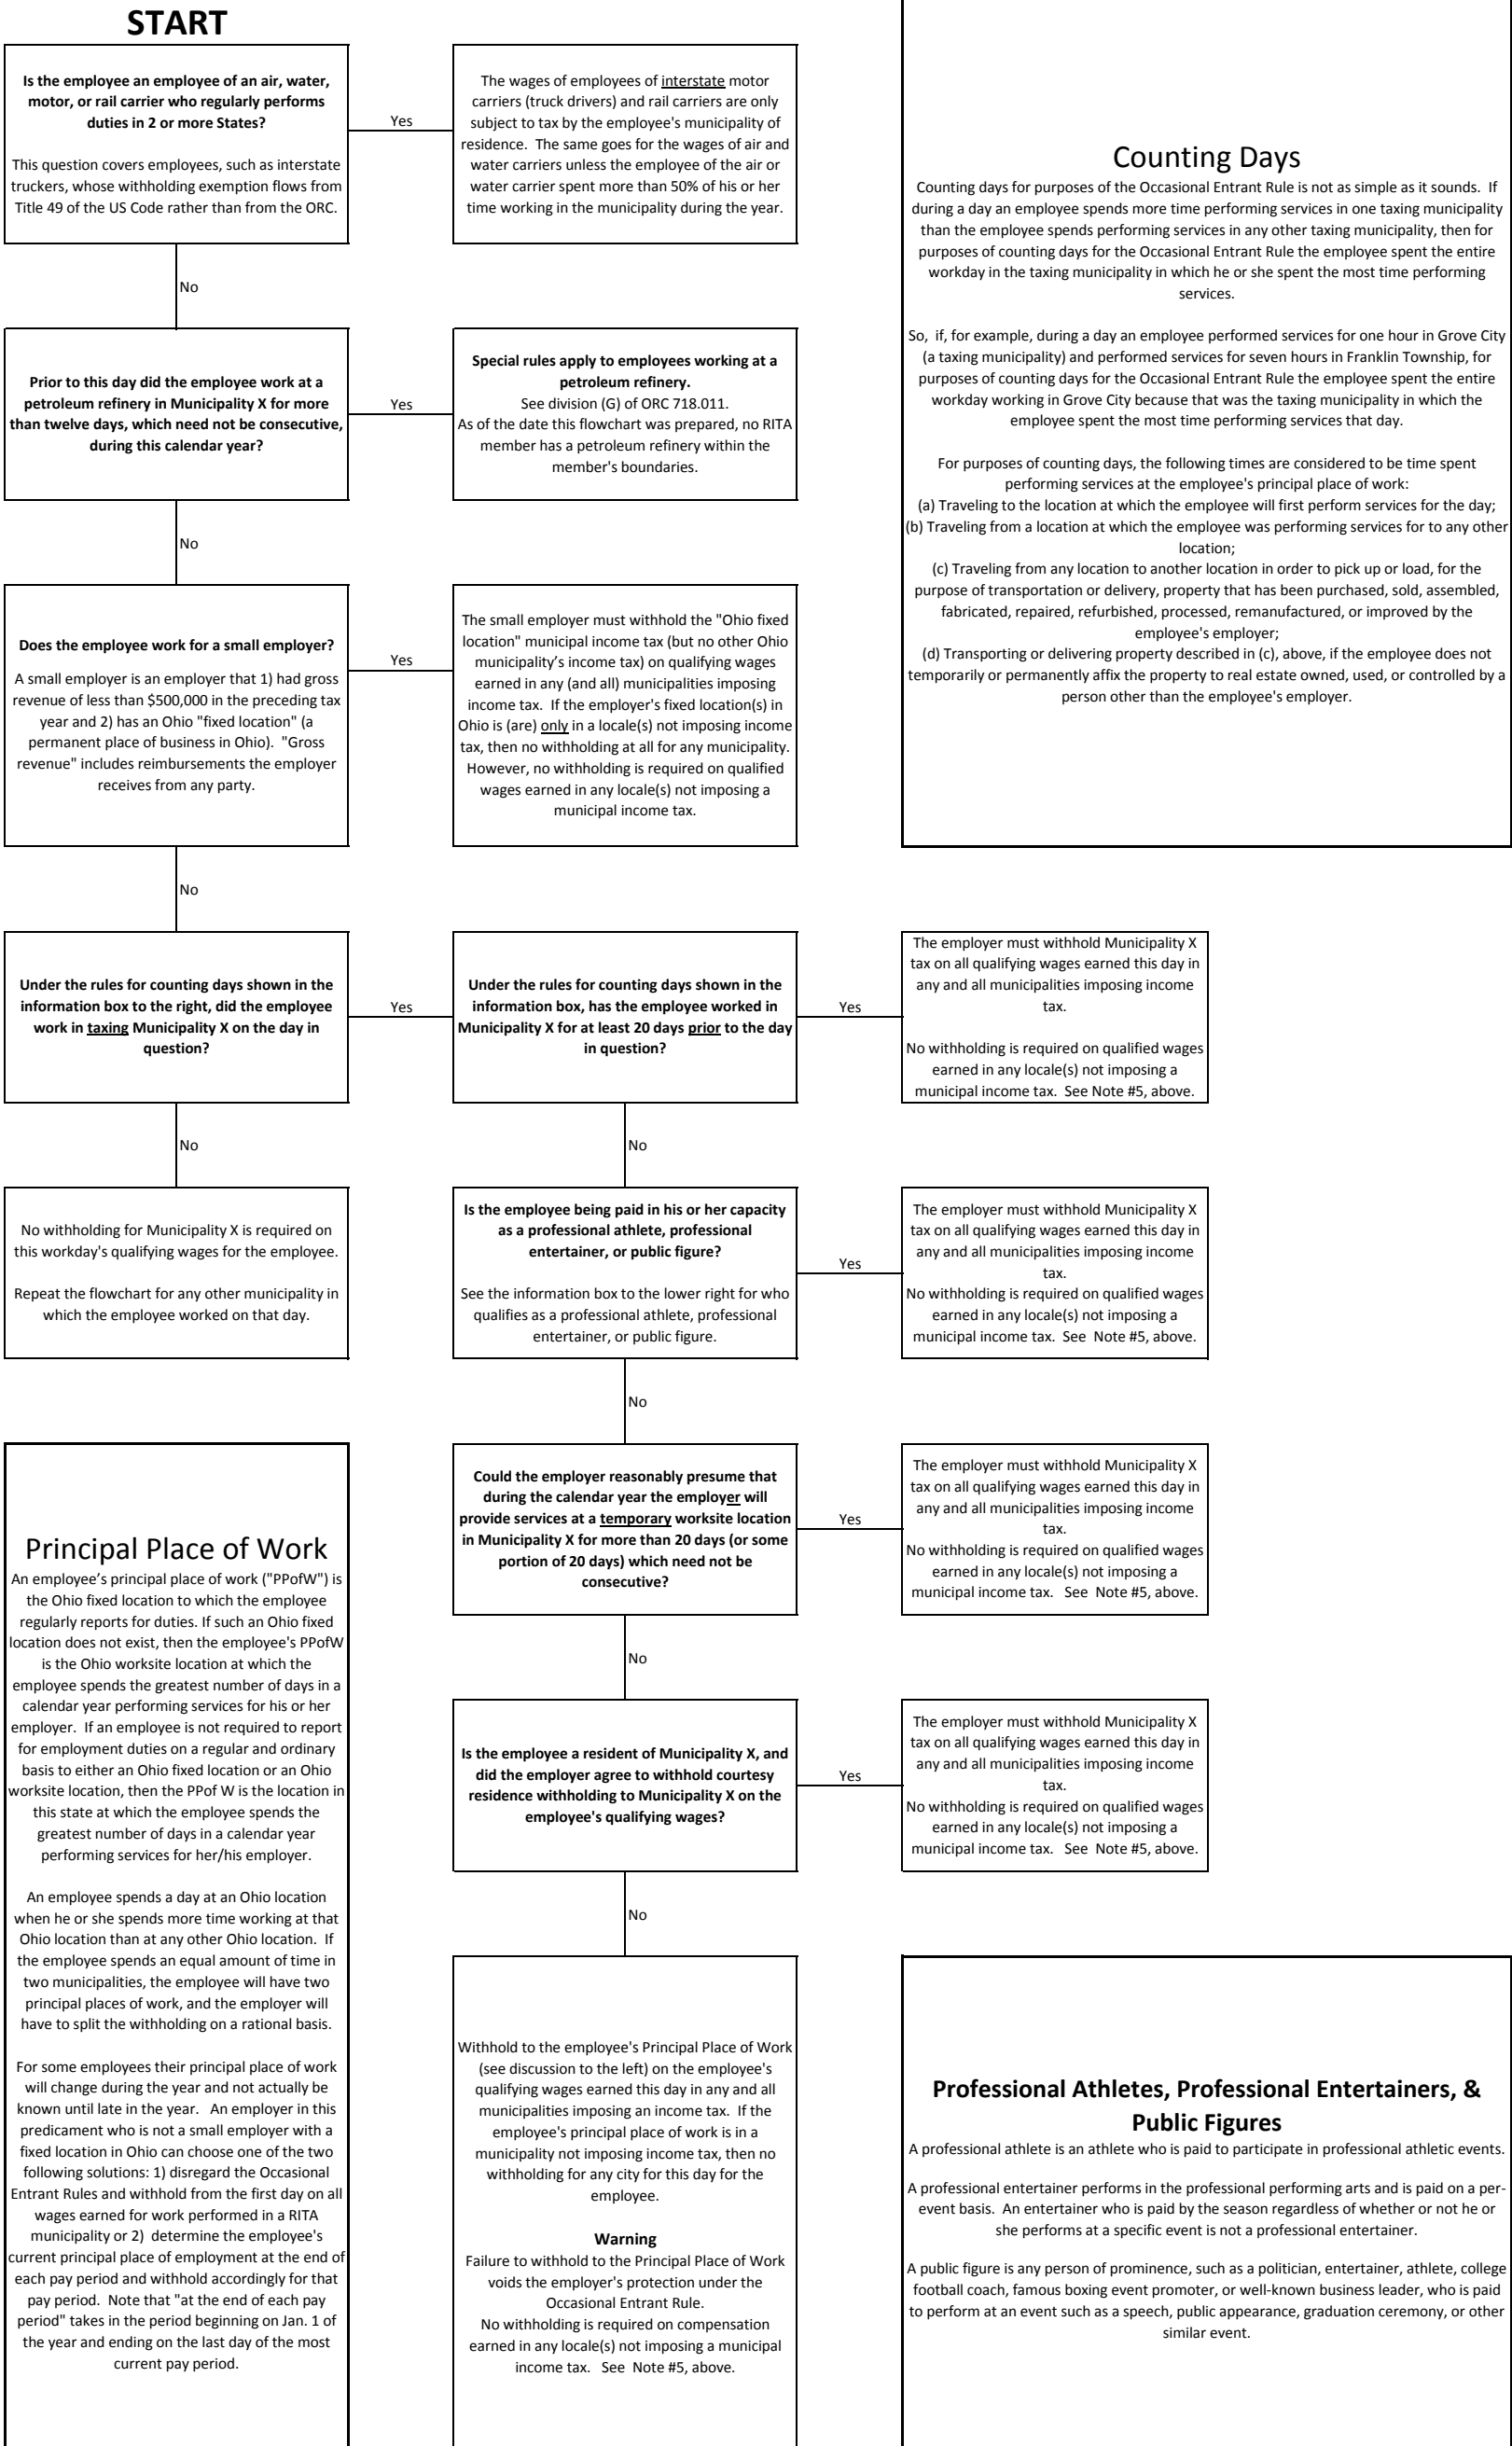 START
Is the employee an employee of an air, water,
motor, or rail carrier who regularly performs
duties in 2 or more States?
This question covers employees, such as interstate
truckers, whose withholding exemption flows from
Title 49 of the US Code rather than from the ORC.
Yes
The wages of employees of interstate motor
carriers (truck drivers) and rail carriers are only
subject to tax by the employee's municipality of
residence. The same goes for the wages of air and
water carriers unless the employee of the air or
water carrier spent more than 50% of his or her
time working in the municipality during the year.
No
Prior to this day did the employee work at a
petroleum refinery in Municipality X for more
than twelve days, which need not be consecutive,
during this calendar year?
Yes
Special rules apply to employees working at a
petroleum refinery.
See division (G) of ORC 718.011.
As of the date this flowchart was prepared, no RITA
member has a petroleum refinery within the
member's boundaries.
No
Does the employee work for a small employer?
A small employer is an employer that 1) had gross
revenue of less than $500,000 in the preceding tax
year and 2) has an Ohio "fixed location" (a
permanent place of business in Ohio). "Gross
revenue" includes reimbursements the employer
receives from any party.
Yes
The small employer must withhold the "Ohio fixed
location" municipal income tax (but no other Ohio
municipality’s income tax) on qualifying wages
earned in any (and all) municipalities imposing
income tax. If the employer's fixed location(s) in
Ohio is (are) only in a locale(s) not imposing income
tax, then no withholding at all for any municipality.
However, no withholding is required on qualified
wages earned in any locale(s) not imposing a
municipal income tax.
Counting Days
Counting days for purposes of the Occasional Entrant Rule is not as simple as it sounds. If
during a day an employee spends more time performing services in one taxing municipality
than the employee spends performing services in any other taxing municipality, then for
purposes of counting days for the Occasional Entrant Rule the employee spent the entire
workday in the taxing municipality in which he or she spent the most time performing
services.
So, if, for example, during a day an employee performed services for one hour in Grove City
(a taxing municipality) and performed services for seven hours in Franklin Township, for
purposes of counting days for the Occasional Entrant Rule the employee spent the entire
workday working in Grove City because that was the taxing municipality in which the
employee spent the most time performing services that day.
For purposes of counting days, the following times are considered to be time spent
performing services at the employee's principal place of work:
(a) Traveling to the location at which the employee will first perform services for the day;
(b) Traveling from a location at which the employee was performing services for to any other
location;
(c) Traveling from any location to another location in order to pick up or load, for the
purpose of transportation or delivery, property that has been purchased, sold, assembled,
fabricated, repaired, refurbished, processed, remanufactured, or improved by the
employee's employer;
(d) Transporting or delivering property described in (c), above, if the employee does not
temporarily or permanently affix the property to real estate owned, used, or controlled by a
person other than the employee's employer.
No
Under the rules for counting days shown in the
information box to the right, did the employee
work in taxing Municipality X on the day in
question?
Yes
Under the rules for counting days shown in the
information box, has the employee worked in
Municipality X for at least 20 days prior to the day
in question?
Yes
The employer must withhold Municipality X
tax on all qualifying wages earned this day in
any and all municipalities imposing income
tax.
No withholding is required on qualified wages
earned in any locale(s) not imposing a
municipal income tax. See Note #5, above.
No
No
No withholding for Municipality X is required on
this workday's qualifying wages for the employee.
Repeat the flowchart for any other municipality in
which the employee worked on that day.
Is the employee being paid in his or her capacity
as a professional athlete, professional
entertainer, or public figure?
See the information box to the lower right for who
qualifies as a professional athlete, professional
entertainer, or public figure.
Yes
The employer must withhold Municipality X
tax on all qualifying wages earned this day in
any and all municipalities imposing income
tax.
No withholding is required on qualified wages
earned in any locale(s) not imposing a
municipal income tax. See Note #5, above.
No
Could the employer reasonably presume that
during the calendar year the employer will
provide services at a temporary worksite location
in Municipality X for more than 20 days (or some
portion of 20 days) which need not be
consecutive?
Yes
The employer must withhold Municipality X
tax on all qualifying wages earned this day in
any and all municipalities imposing income
tax.
No withholding is required on qualified wages
earned in any locale(s) not imposing a
municipal income tax. See Note #5, above.
No
Is the employee a resident of Municipality X, and
did the employer agree to withhold courtesy
residence withholding to Municipality X on the
employee's qualifying wages?
Yes
The employer must withhold Municipality X
tax on all qualifying wages earned this day in
any and all municipalities imposing income
tax.
No withholding is required on qualified wages
earned in any locale(s) not imposing a
municipal income tax. See Note #5, above.
No
Principal Place of Work
An employee’s principal place of work ("PPofW") is
the Ohio fixed location to which the employee
regularly reports for duties. If such an Ohio fixed
location does not exist, then the employee's PPofW
is the Ohio worksite location at which the
employee spends the greatest number of days in a
calendar year performing services for his or her
employer. If an employee is not required to report
for employment duties on a regular and ordinary
basis to either an Ohio fixed location or an Ohio
worksite location, then the PPof W is the location in
this state at which the employee spends the
greatest number of days in a calendar year
performing services for her/his employer.
An employee spends a day at an Ohio location
when he or she spends more time working at that
Ohio location than at any other Ohio location. If
the employee spends an equal amount of time in
two municipalities, the employee will have two
principal places of work, and the employer will
have to split the withholding on a rational basis.
For some employees their principal place of work
will change during the year and not actually be
known until late in the year. An employer in this
predicament who is not a small employer with a
fixed location in Ohio can choose one of the two
following solutions: 1) disregard the Occasional
Entrant Rules and withhold from the first day on all
wages earned for work performed in a RITA
municipality or 2) determine the employee's
current principal place of employment at the end of
each pay period and withhold accordingly for that
pay period. Note that "at the end of each pay
period" takes in the period beginning on Jan. 1 of
the year and ending on the last day of the most
current pay period.
Withhold to the employee's Principal Place of Work
(see discussion to the left) on the employee's
qualifying wages earned this day in any and all
municipalities imposing an income tax. If the
employee's principal place of work is in a
municipality not imposing income tax, then no
withholding for any city for this day for the
employee.
Warning
Failure to withhold to the Principal Place of Work
voids the employer's protection under the
Occasional Entrant Rule.
No withholding is required on compensation
earned in any locale(s) not imposing a municipal
income tax. See Note #5, above.
Professional Athletes, Professional Entertainers, &
Public Figures
A professional athlete is an athlete who is paid to participate in professional athletic events.
A professional entertainer performs in the professional performing arts and is paid on a per-
event basis. An entertainer who is paid by the season regardless of whether or not he or
she performs at a specific event is not a professional entertainer.
A public figure is any person of prominence, such as a politician, entertainer, athlete, college
football coach, famous boxing event promoter, or well-known business leader, who is paid
to perform at an event such as a speech, public appearance, graduation ceremony, or other
similar event.